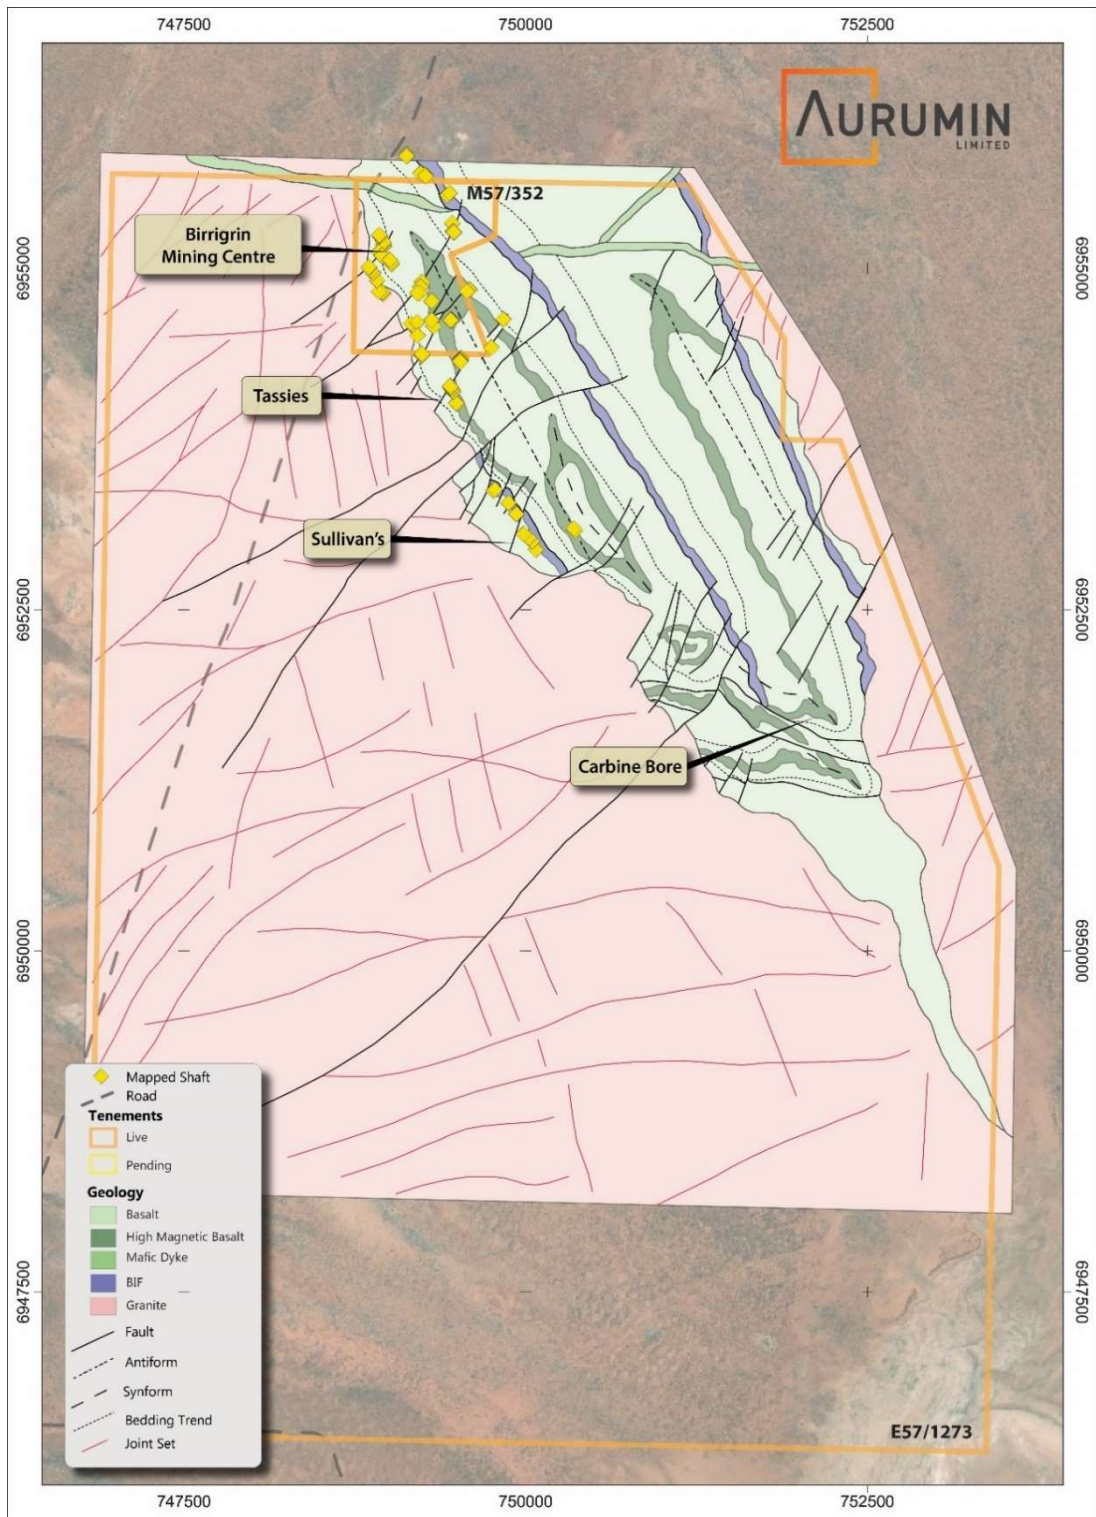 747500
750000
752500
AURUMIN
LIMITED
M57/352
Birrigrin
Mining Centre
6955000
6955000
Tassies
Sullivan's
6952500
6952500
Carbine Bore
6950000
6950000
Mapped Shaft
Road
Tenements
Live
Pending
Geology
Basalt
High Magnetic Basalt
Mafic Dyke
BIF
Granite
Fault
Antiform
Synform
Bedding Trend
Joint Set
6947500
6947500
E57/1273
747500
750000
752500